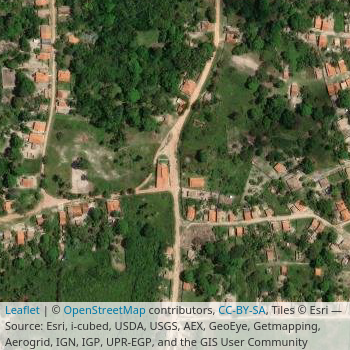 Leaflet | © OpenStreetMap contributors, CC-BY-SA, Tiles © Esri —
Source: Esri, i-cubed, USDA, USGS, AEX, GeoEye, Getmapping,
Aerogrid, IGN, IGP, UPR-EGP, and the GIS User Community